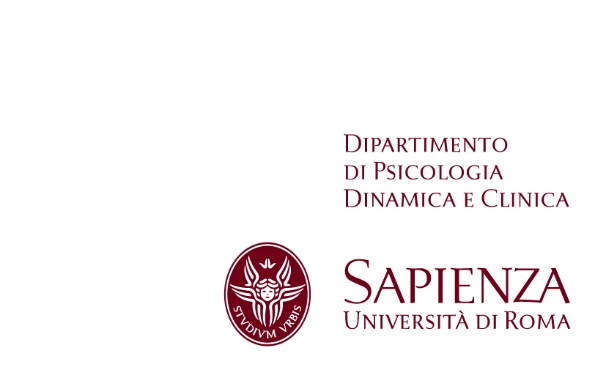 DIPARTIMENTO
DI PSICOLOGIA
DINAMICA E CLINICA
SAPIENZA
UNIVERSITÀ DI ROMA
STVDIVM VRBIS